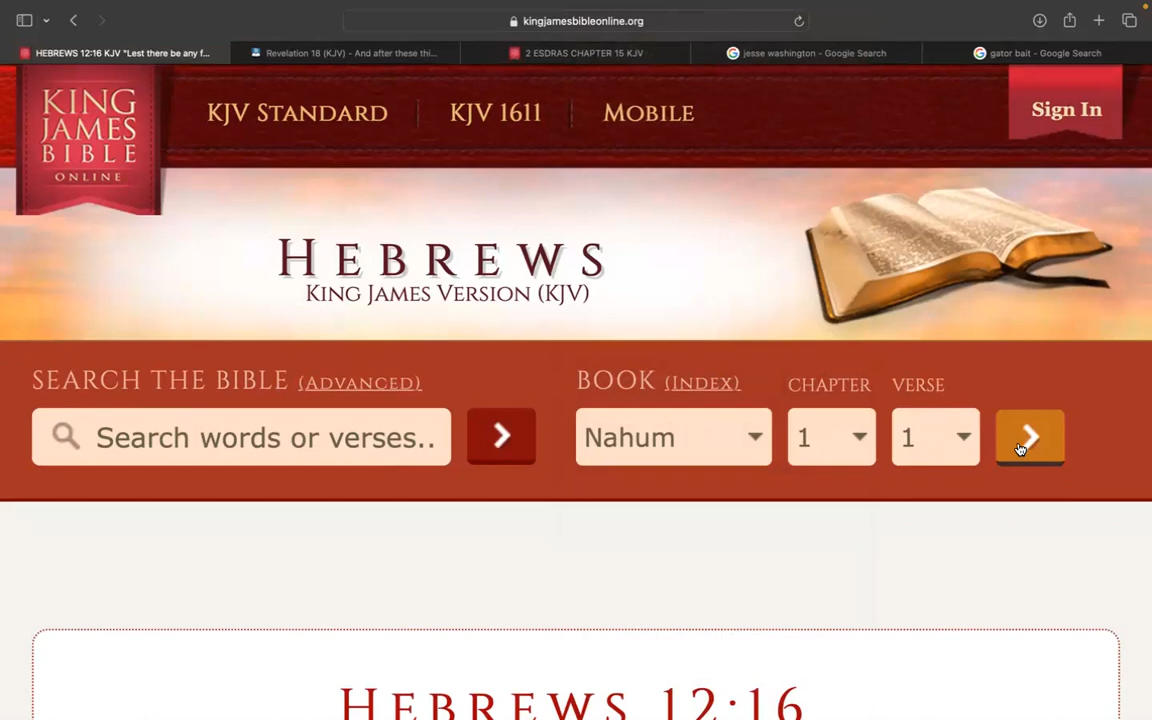 kingjamesbibleonline.org
HEBREWS 12:16 KJV "Lest there be any f...
Revelation 18 (KJV) - And after these thi...
2 ESDRAS CHAPTER 15 KJV
jesse washington - Google Search
gator bait - Google Search
KING
JAMES
BIBLE
ONLINE
KJV STANDARD
KJV 1611
MOBILE
Sign In
HEBREWS
KING JAMES VERSION (KJV)
SEARCH THE BIBLE (ADVANCED)
BOOK (INDEX)
CHAPTER
VERSE
Search words or verses..
Nahum
1
1
HEBREWS 12:16